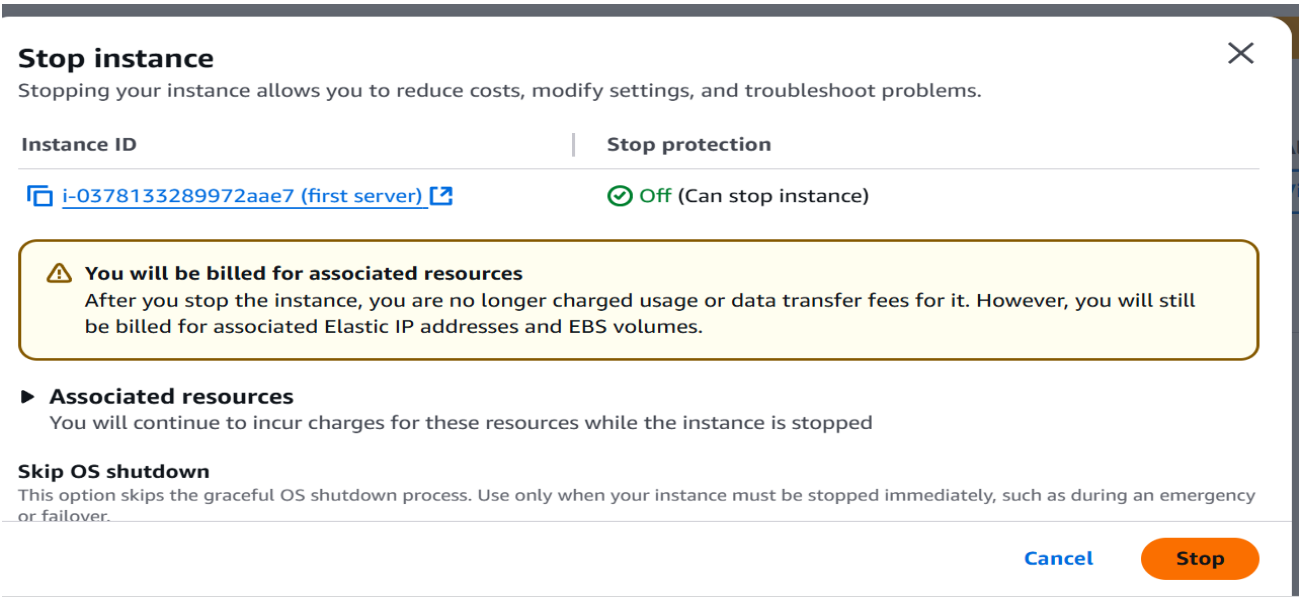 Stop instance
Stopping your instance allows you to reduce costs, modify settings, and troubleshoot problems.
Instance ID
Stop protection
i-0378133289972aae7 (first server)
Off (Can stop instance)
You will be billed for associated resources
After you stop the instance, you are no longer charged usage or data transfer fees for it. However, you will still
be billed for associated Elastic IP addresses and EBS volumes.
Associated resources
You will continue to incur charges for these resources while the instance is stopped
Skip OS shutdown
This option skips the graceful OS shutdown process. Use only when your instance must be stopped immediately, such as during an emergency
or failover.
Cancel
Stop